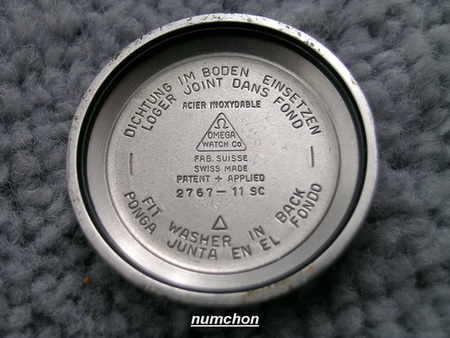 DICHTUNG IM BODEN EINSETZEN
LOGER JOINT DANS FOND
ACIER INOXYDABLE
Ω
OMEGA
WATCH Co
FAB. SUISSE
SWISS MADE
PATENT + APPLIED
2767-11 SC
FIT WASHER IN BACK
PONGA JUNTA EN EL FONDO
numchon